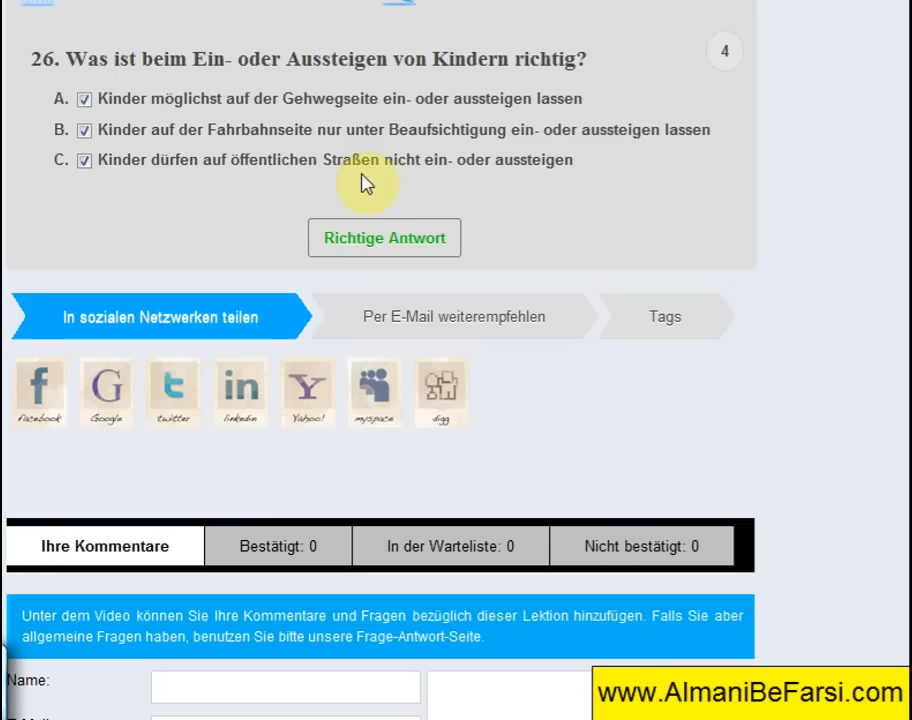 26. Was ist beim Ein- oder Aussteigen von Kindern richtig?
4
A. Kinder möglichst auf der Gehwegseite ein- oder aussteigen lassen
B. Kinder auf der Fahrbahnseite nur unter Beaufsichtigung ein- oder aussteigen lassen
C. Kinder dürfen auf öffentlichen Straßen nicht ein- oder aussteigen
Richtige Antwort
In sozialen Netzwerken teilen Per E-Mail weiterempfehlen Tags
f G t in Y
facebook Google twitter linkedin Yahoo! myspace digg
Ihre Kommentare Bestätigt: 0 In der Warteliste: 0 Nicht bestätigt: 0
Unter dem Video können Sie Ihre Kommentare und Fragen bezüglich dieser Lektion hinzufügen. Falls Sie aber
allgemeine Fragen haben, benutzen Sie bitte unsere Frage-Antwort-Seite.
Name:
www.AlmaniBeFarsi.com